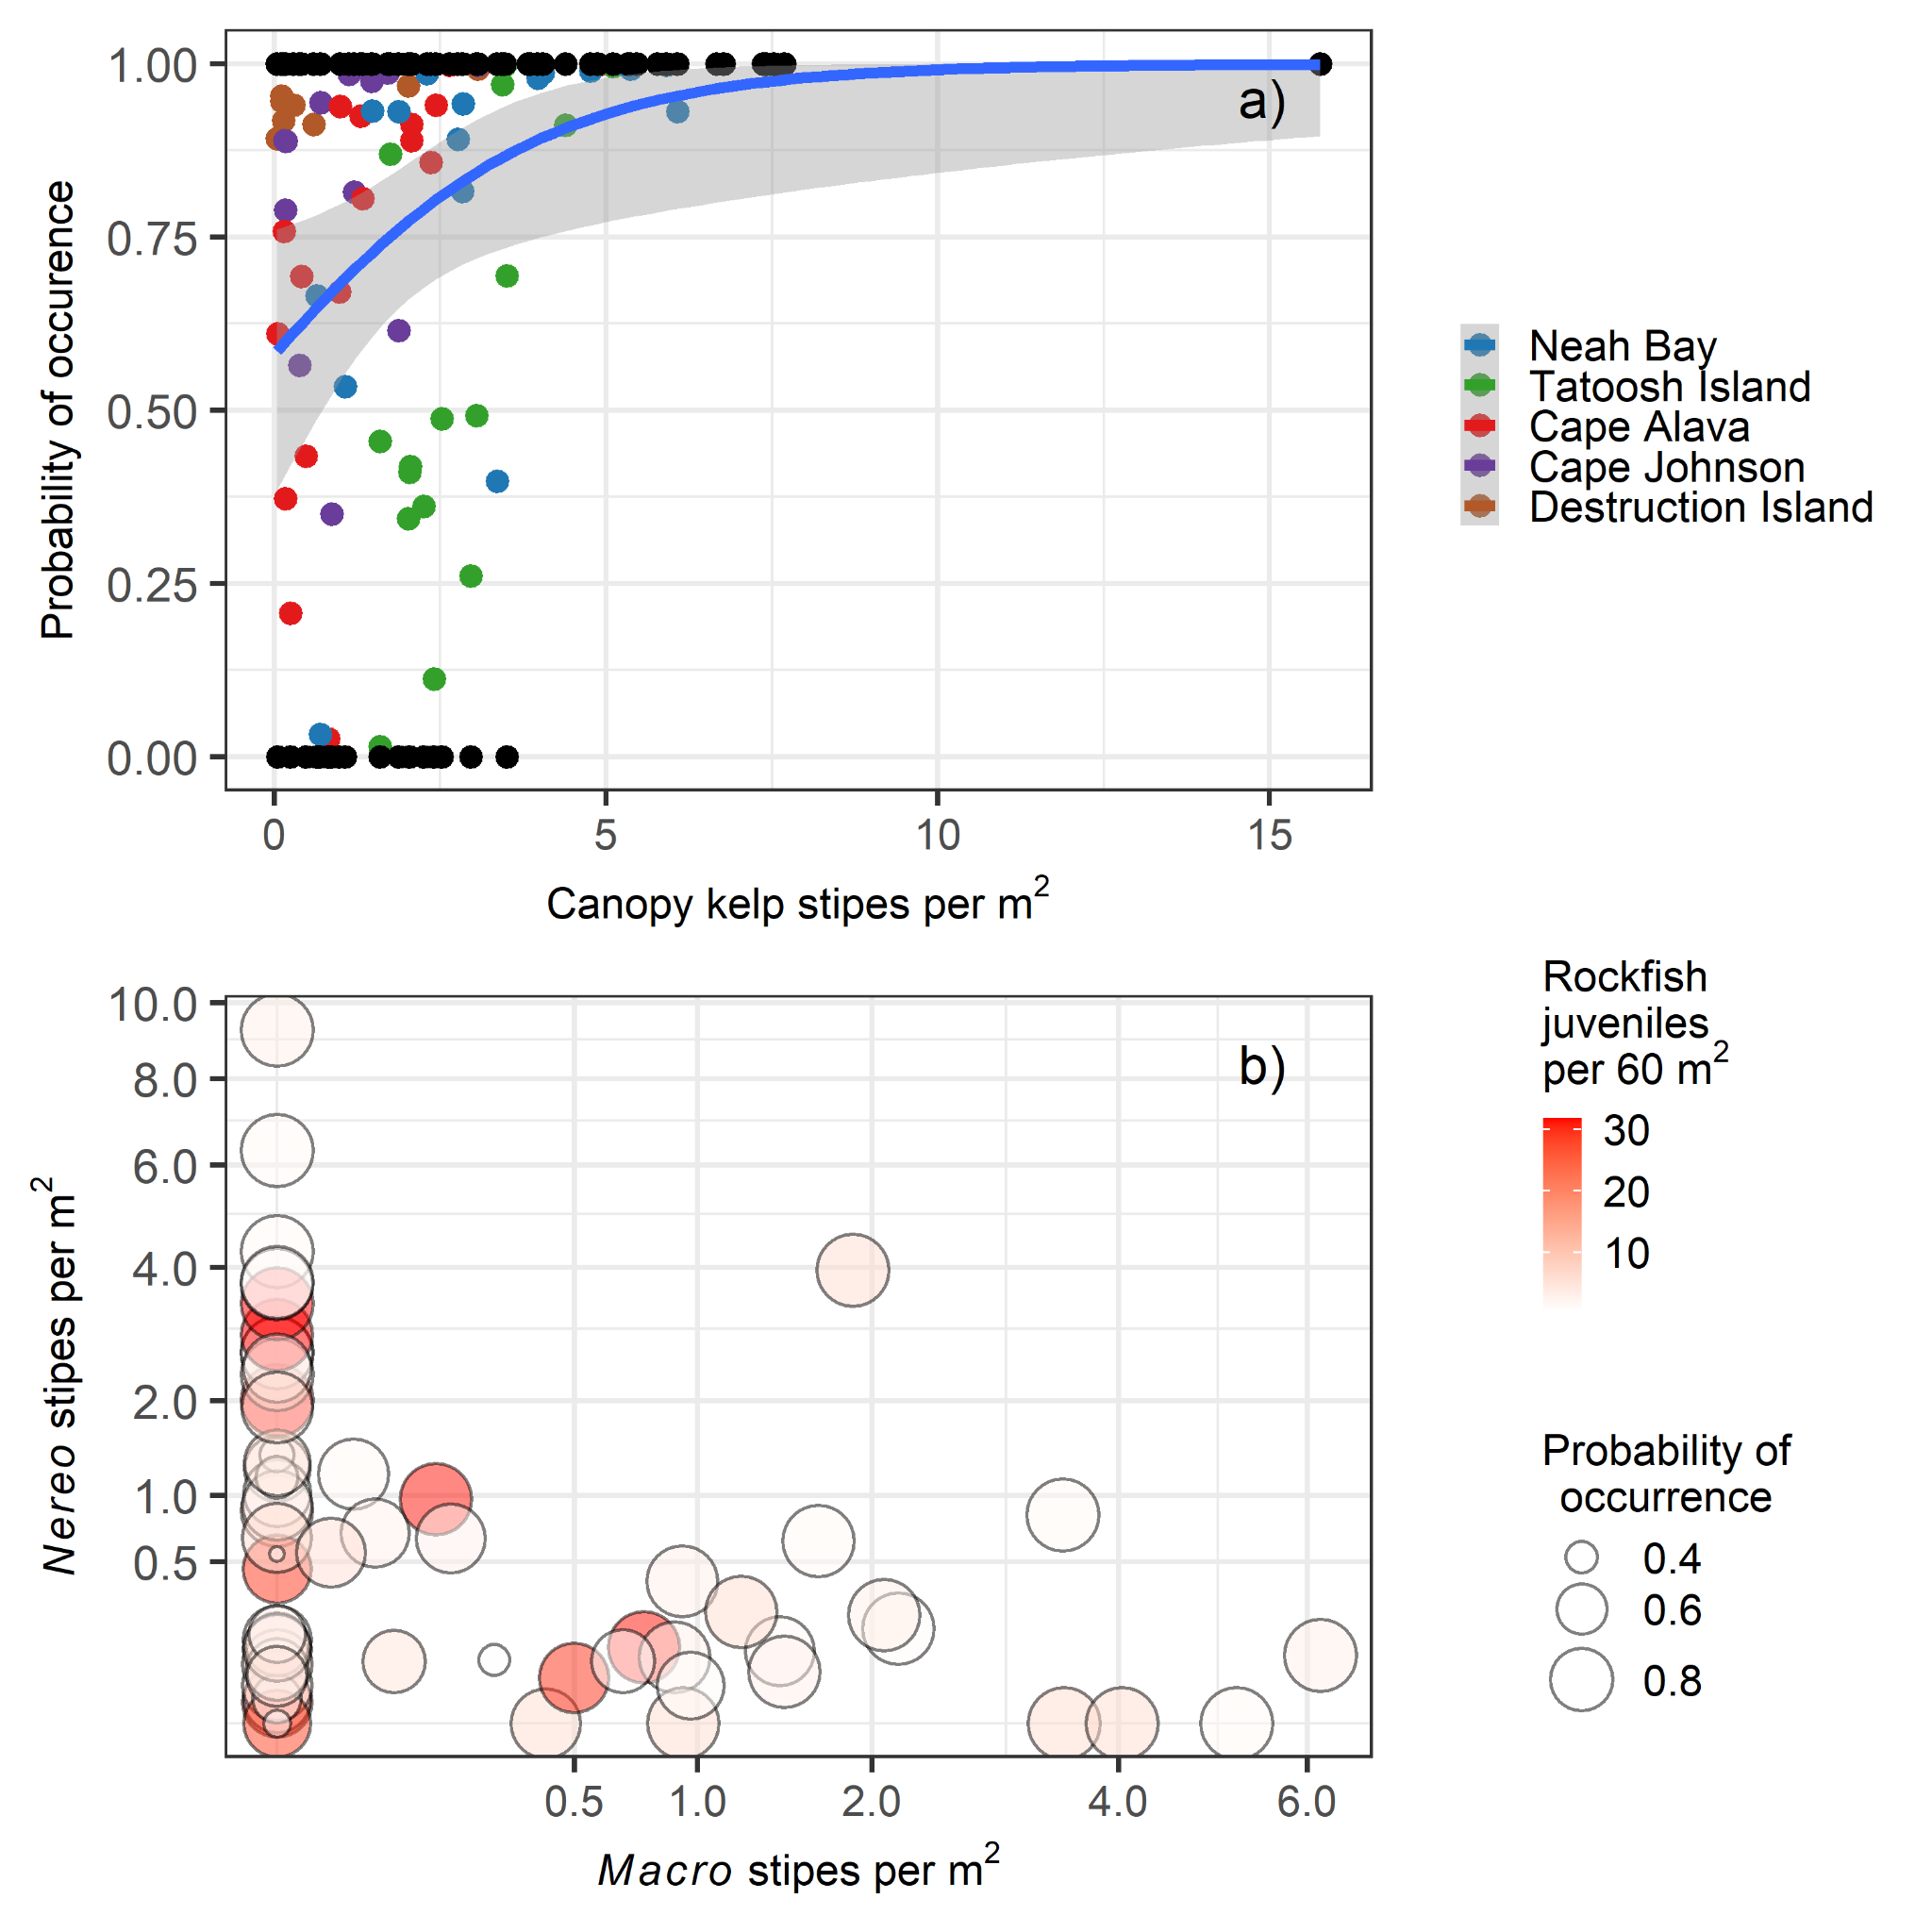 1.00
0.75
0.50
0.25
0.00
Probability of occurence
a)
0
5
10
15
Canopy kelp stipes per m²
Neah Bay
Tatoosh Island
Cape Alava
Cape Johnson
Destruction Island
10.0
8.0
6.0
4.0
2.0
1.0
0.5
Nereo stipes per m²
b)
0.5
1.0
2.0
4.0
6.0
Macro stipes per m²
Rockfish
juveniles
per 60 m²
30
20
10
Probability of
occurrence
0.4
0.6
0.8